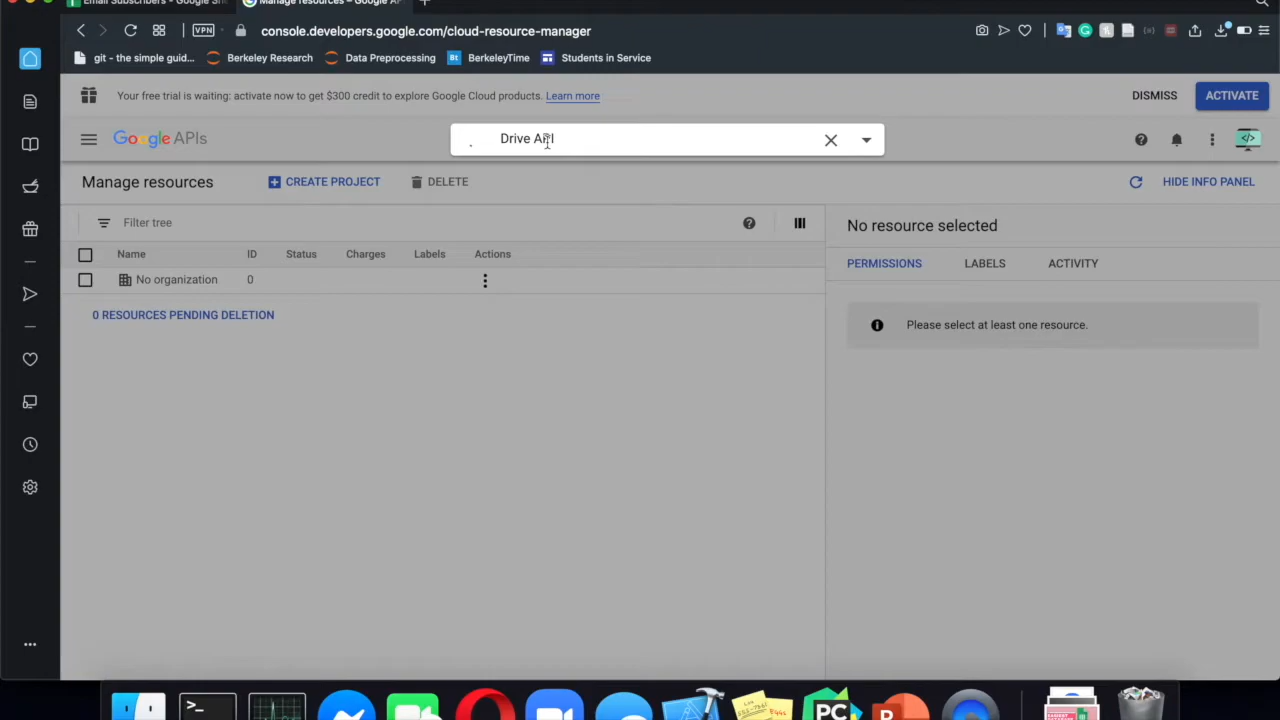 Email Subscribers - Google She
Manage resources – Google AP
VPN
console.developers.google.com/cloud-resource-manager
git - the simple guid...
Berkeley Research
Data Preprocessing
Bt
BerkeleyTime
Students in Service
Your free trial is waiting: activate now to get $300 credit to explore Google Cloud products. Learn more
DISMISS
ACTIVATE
Google APIs
Drive API
Manage resources
CREATE PROJECT
DELETE
HIDE INFO PANEL
Filter tree
No resource selected
Name
ID
Status
Charges
Labels
Actions
PERMISSIONS
LABELS
ACTIVITY
No organization
0
0 RESOURCES PENDING DELETION
Please select at least one resource.
PC